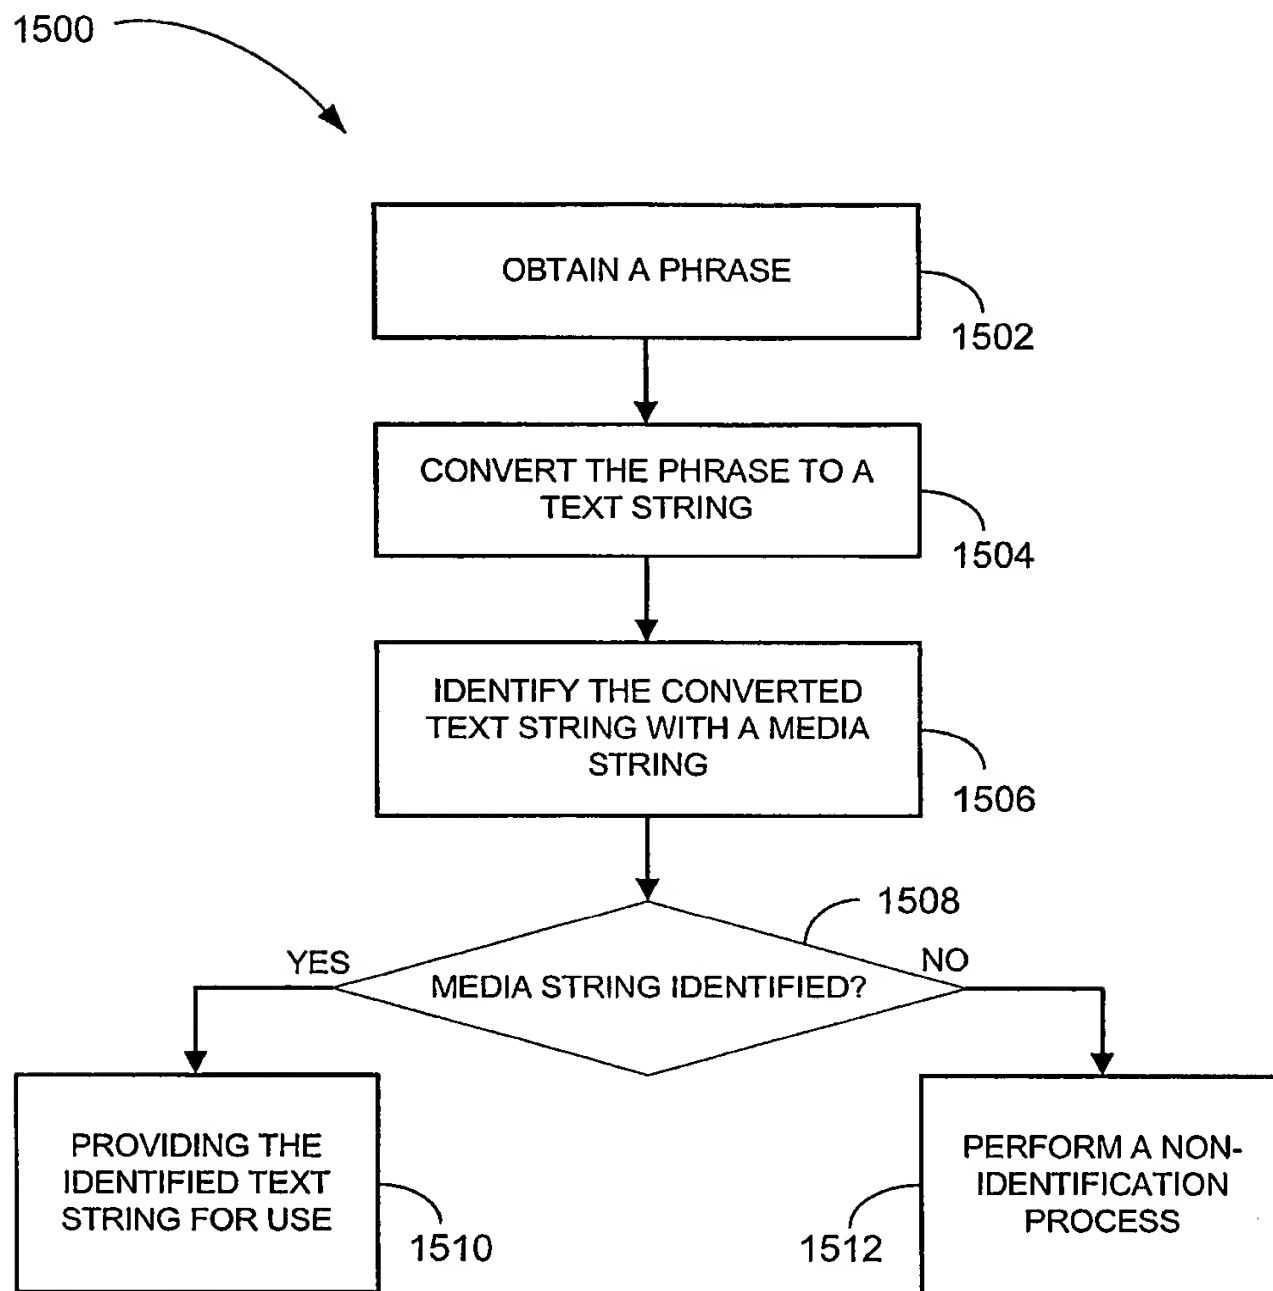 1500
OBTAIN A PHRASE
1502
CONVERT THE PHRASE TO A
TEXT STRING
1504
IDENTIFY THE CONVERTED
TEXT STRING WITH A MEDIA
STRING
1506
1508
YES
NO
MEDIA STRING IDENTIFIED?
PROVIDING THE
IDENTIFIED TEXT
STRING FOR USE
1510
PERFORM A NON-
IDENTIFICATION
PROCESS
1512